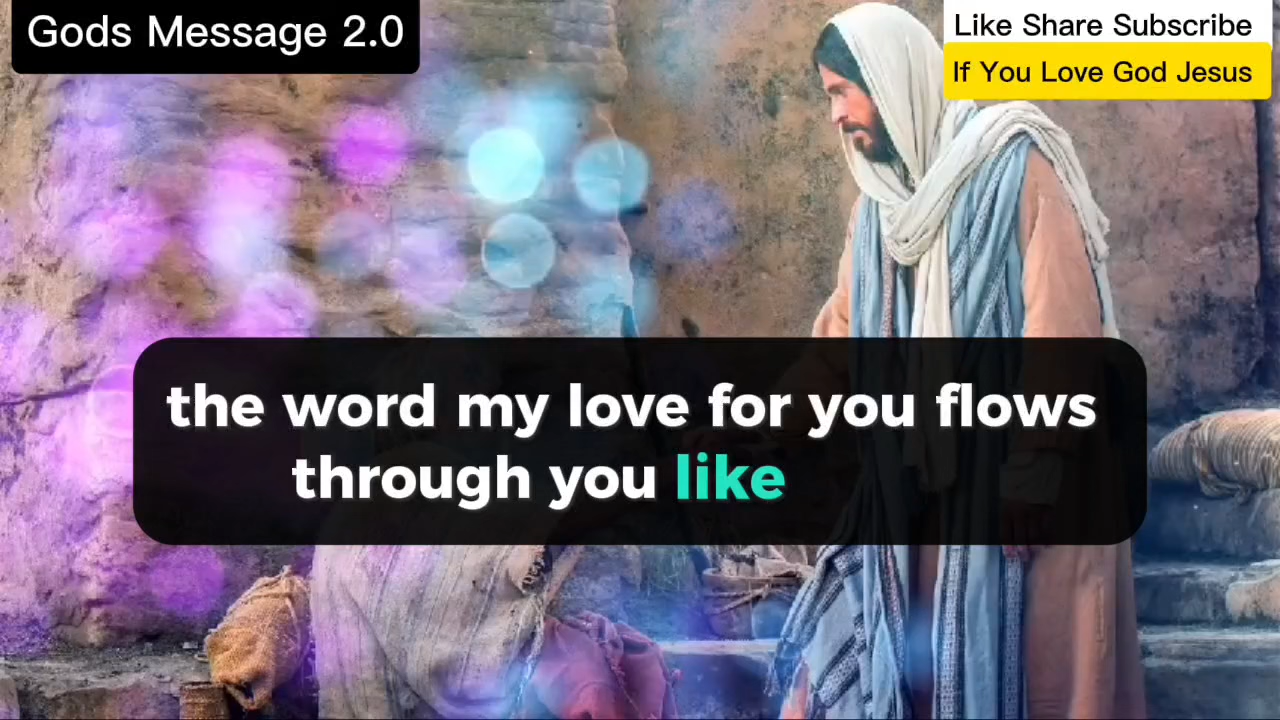 Gods Message 2.0
Like Share Subscribe
If You Love God Jesus
the word my love for you flows
through you like